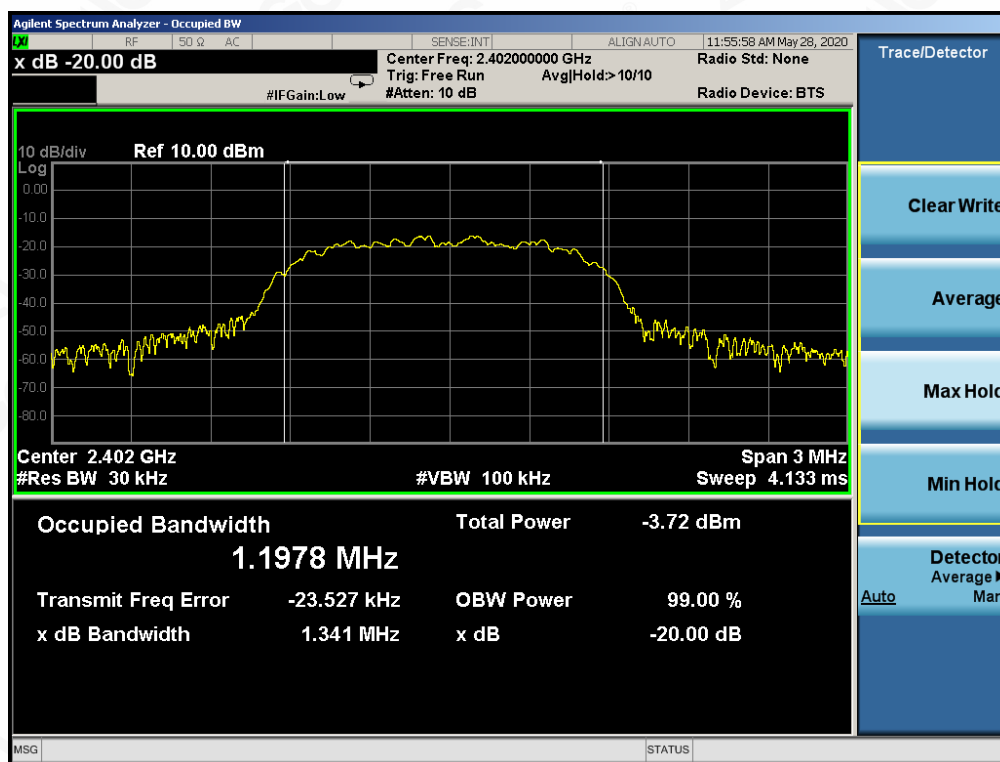 Agilent Spectrum Analyzer - Occupied BW
LXI RF 50 Ω AC SENSE:INT ALIGNAUTO 11:55:58 AM May 28, 2020
x dB -20.00 dB
Center Freq: 2.402000000 GHz Radio Std: None
Trig: Free Run Avg|Hold:>10/10
#IFGain:Low #Atten: 10 dB Radio Device: BTS
10 dB/div Ref 10.00 dBm
Log
0.00
-10.0
-20.0
-30.0
-40.0
-50.0
-60.0
-70.0
-80.0
Center 2.402 GHz Span 3 MHz
#Res BW 30 kHz #VBW 100 kHz Sweep 4.133 ms
Occupied Bandwidth Total Power -3.72 dBm
1.1978 MHz
Transmit Freq Error -23.527 kHz OBW Power 99.00 %
x dB Bandwidth 1.341 MHz x dB -20.00 dB
MSG STATUS
Trace/Detector
Clear Write
Average
Max Hold
Min Hold
Detector
Average
Auto Man